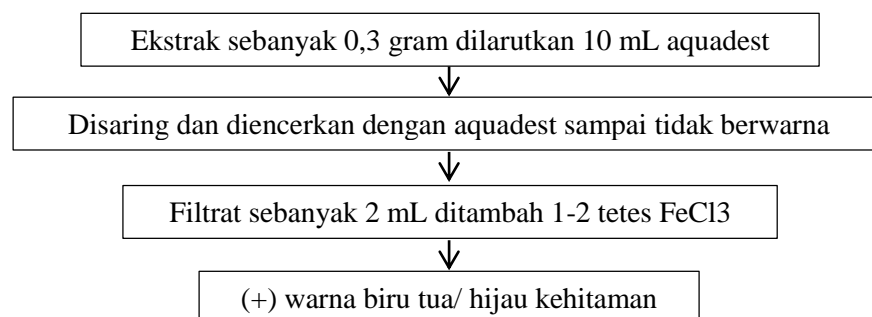 Ekstrak sebanyak 0,3 gram dilarutkan 10 mL aquadest
Disaring dan diencerkan dengan aquadest sampai tidak berwarna
Filtrat sebanyak 2 mL ditambah 1-2 tetes FeCl3
(+) warna biru tua/ hijau kehitaman